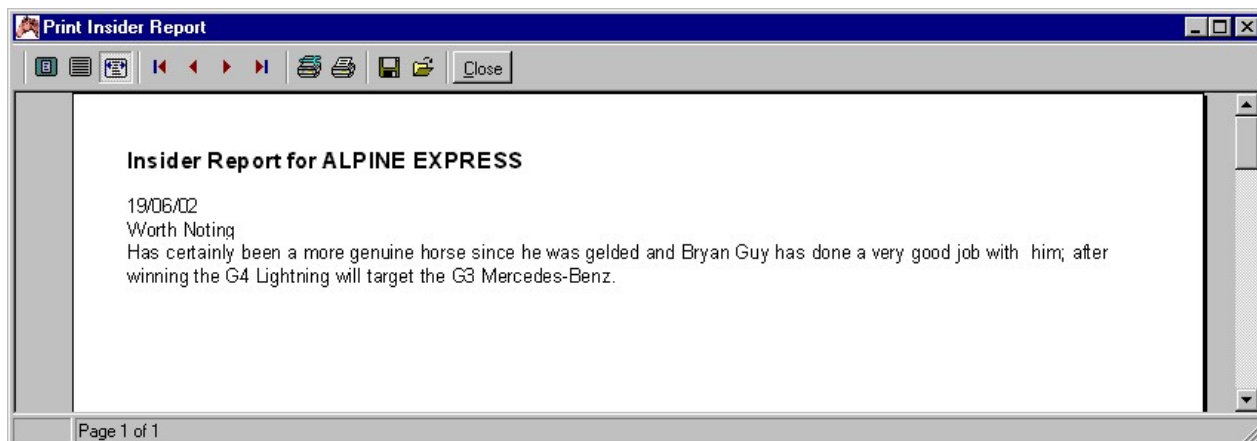 Print Insider Report
Close
Insider Report for ALPINE EXPRESS
19/06/02
Worth Noting
Has certainly been a more genuine horse since he was gelded and Bryan Guy has done a very good job with  him; after
winning the G4 Lightning will target the G3 Mercedes-Benz.
Page 1 of 1